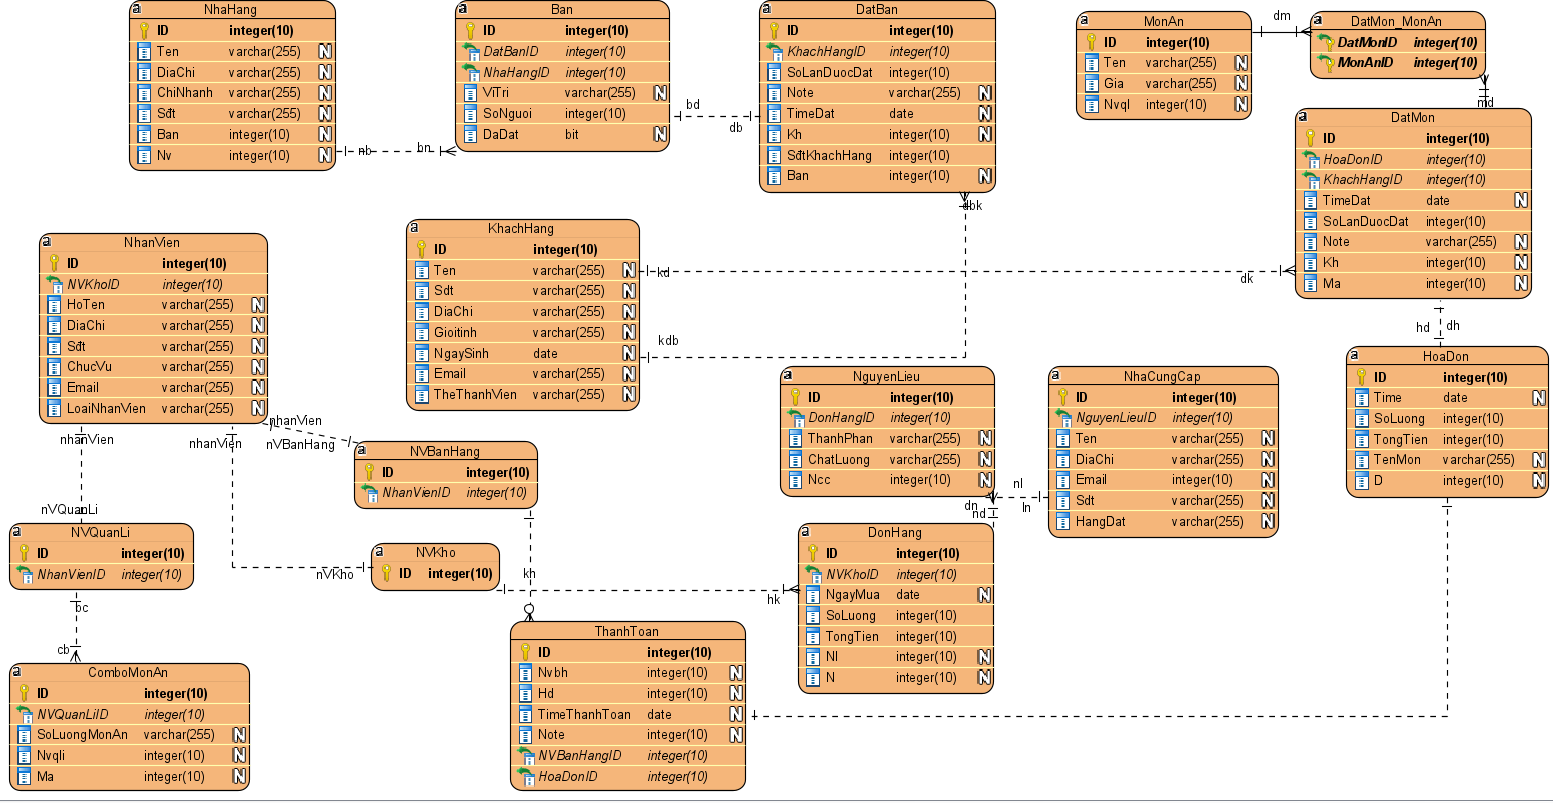 NhaHang
ID integer(10)
Ten varchar(255) N
DiaChi varchar(255) N
ChiNhanh varchar(255) N
Sđt varchar(255) N
Ban integer(10) N
Nv integer(10) N
Ban
ID integer(10)
DatBanID integer(10)
NhaHangID integer(10)
ViTri varchar(255) N
SoNguoi integer(10)
DaDat bit N
DatBan
ID integer(10)
KhachHangID integer(10)
SoLanDuocDat integer(10)
Note varchar(255) N
TimeDat date N
Kh integer(10) N
SđtKhachHang integer(10)
Ban integer(10) N
MonAn
ID integer(10)
Ten varchar(255) N
Gia varchar(255) N
Nvql integer(10) N
dm
DatMon_MonAn
DatMonID integer(10)
MonAnID integer(10)
md
DatMon
ID integer(10)
HoaDonID integer(10)
KhachHangID integer(10)
TimeDat date N
SoLanDuocDat integer(10)
Note varchar(255) N
Kh integer(10) N
Ma integer(10) N
nb
bn
bd
db
dbk
NhanVien
ID integer(10)
NVKhoID integer(10)
HoTen varchar(255) N
DiaChi varchar(255) N
Sđt varchar(255) N
ChucVu varchar(255) N
Email varchar(255) N
LoaiNhanVien varchar(255) N
KhachHang
ID integer(10)
Ten varchar(255) N
Sdt varchar(255) N
DiaChi varchar(255) N
Gioitinh varchar(255) N
NgaySinh date N
Email varchar(255) N
TheThanhVien varchar(255) N
kd
dk
kdb
hd
dh
NguyenLieu
ID integer(10)
DonHangID integer(10)
ThanhPhan varchar(255) N
ChatLuong varchar(255) N
Ncc integer(10) N
NhaCungCap
ID integer(10)
NguyenLieuID integer(10)
Ten varchar(255) N
DiaChi varchar(255) N
Email integer(10) N
Sdt varchar(255) N
HangDat varchar(255) N
HoaDon
ID integer(10)
Time date N
SoLuong integer(10)
TongTien integer(10)
TenMon varchar(255) N
D integer(10) N
nhanVien
nhanVien
nhanVien
nVBanHang
NVBanHang
ID integer(10)
NhanVienID integer(10)
nl
ln
dn
nd
nVQuanLi
NVQuanLi
ID integer(10)
NhanVienID integer(10)
nVKho
NVKho
ID integer(10)
kh
hk
DonHang
ID integer(10)
NVKhoID integer(10)
NgayMua date N
SoLuong integer(10)
TongTien integer(10)
Nl integer(10) N
N integer(10) N
bc
cb
ComboMonAn
ID integer(10)
NVQuanLiID integer(10)
SoLuongMonAn varchar(255) N
Nvqli integer(10) N
Ma integer(10) N
ThanhToan
ID integer(10)
Nvbh integer(10) N
Hd integer(10) N
TimeThanhToan date N
Note integer(10) N
NVBanHangID integer(10)
HoaDonID integer(10)